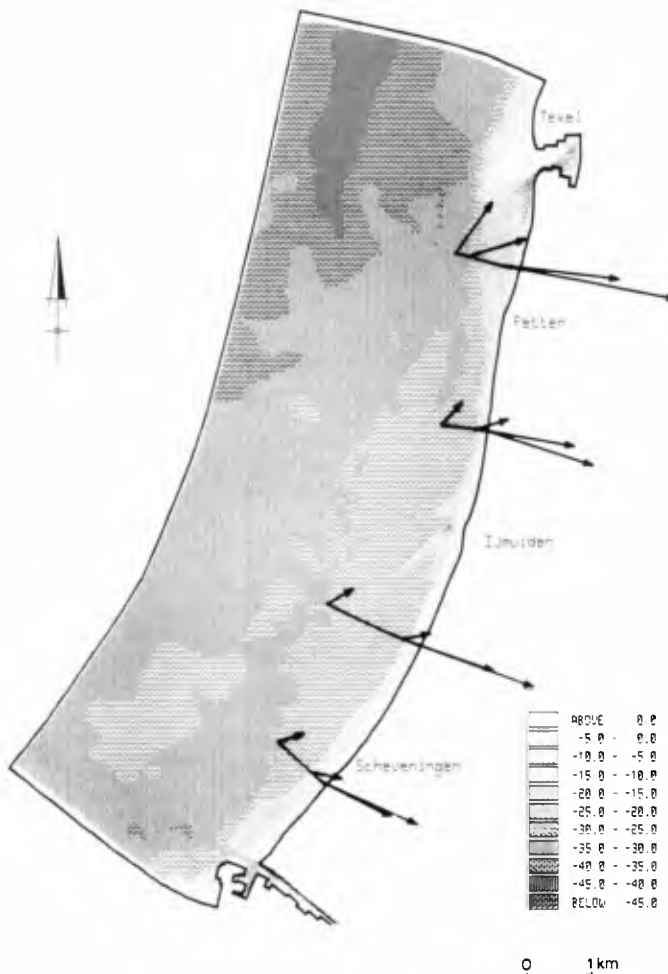 Texel
Petten
IJmuiden
Scheveningen
ABOVE 0.0
-5.0 - 0.0
-10.0 - -5.0
-15.0 - -10.0
-20.0 - -15.0
-25.0 - -20.0
-30.0 - -25.0
-35.0 - -30.0
-40.0 - -35.0
-45.0 - -40.0
BELOW -45.0
0 1km